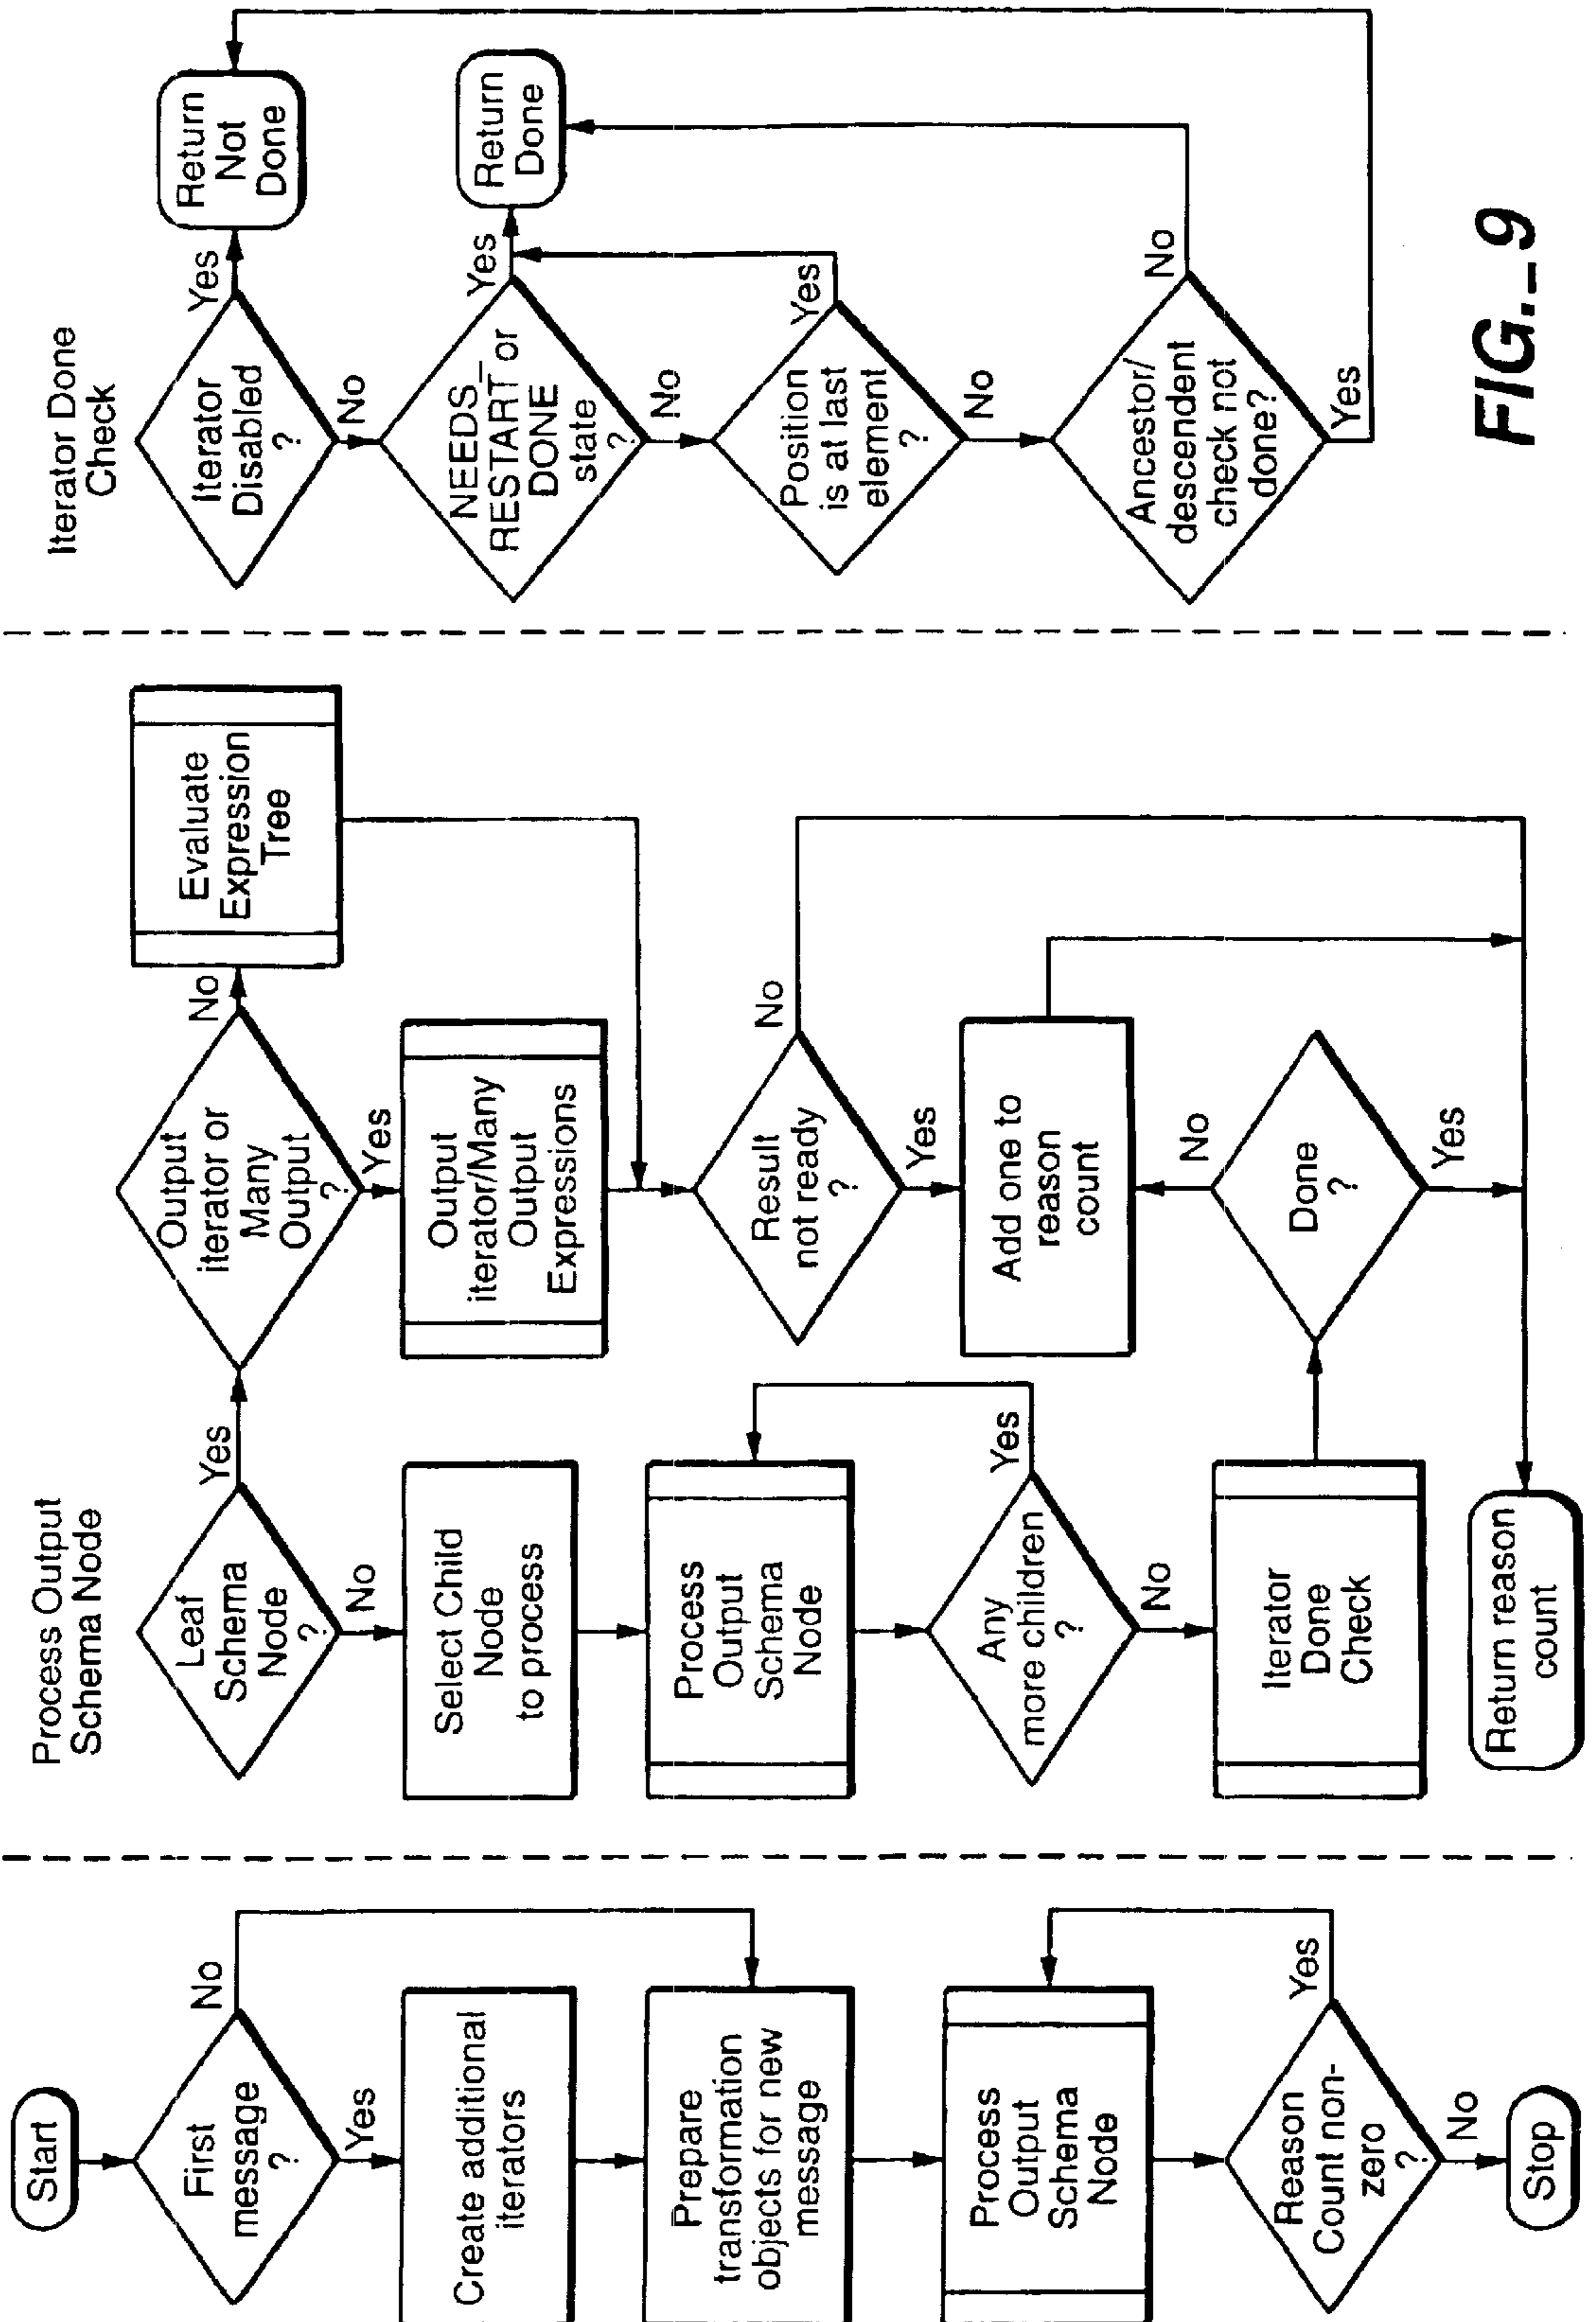 Start
First
message
?
No
Yes
Create additional
iterators
Prepare
transformation
objects for new
message
Process
Output
Schema
Node
Reason
Count non-
zero
?
Yes
No
Stop
Process Output
Schema Node
Leaf
Schema
Node
?
Yes
No
Select Child
Node
to process
Process
Output
Schema
Node
Any
more children
?
Yes
No
Iterator
Done
Check
Return reason
count
Output
iterator or
Many
Output
?
No
Yes
Evaluate
Expression
Tree
Output
iterator/Many
Output
Expressions
Result
not ready
?
No
Yes
Add one to
reason
count
No
Done
?
Yes
Iterator Done
Check
Iterator
Disabled
?
Yes
No
Return
Not
Done
NEEDS_
RESTART or
DONE
state
?
Yes
No
Return
Done
Position
is at last
element
?
Yes
No
Ancestor/
descendent
check not
done?
No
Yes
FIG._9